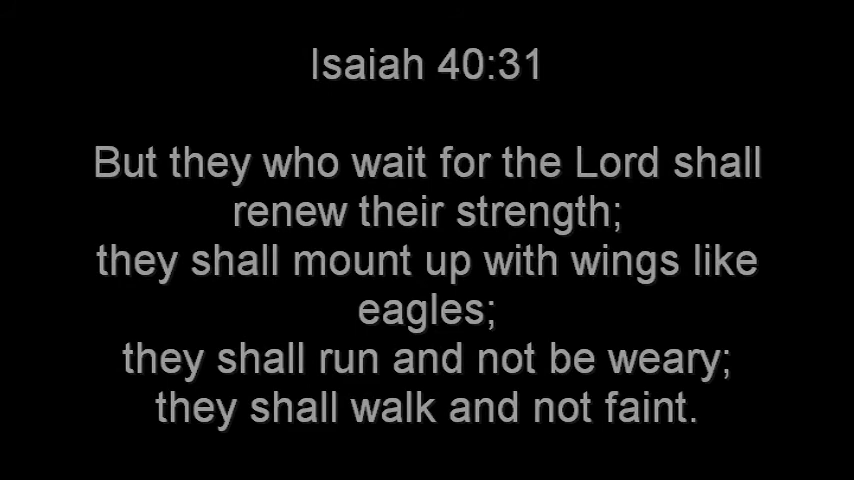 Isaiah 40:31
But they who wait for the Lord shall
renew their strength;
they shall mount up with wings like
eagles;
they shall run and not be weary;
they shall walk and not faint.